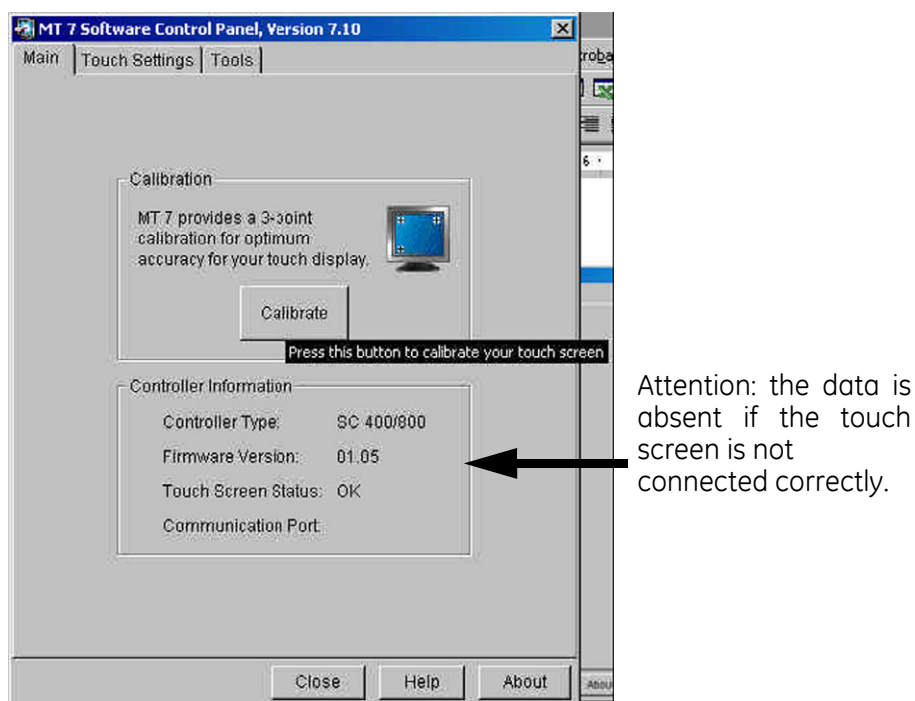 MT 7 Software Control Panel, Version 7.10
Main Touch Settings Tools
Calibration
MT 7 provides a 3-point
calibration for optimum
accuracy for your touch display.
Calibrate
Press this button to calibrate your touch screen
Controller Information
Controller Type: SC 400/800
Firmware Version: 01.05
Touch Screen Status: OK
Communication Port:
Close Help About
Attention: the data is
absent if the touch
screen is not
connected correctly.
6